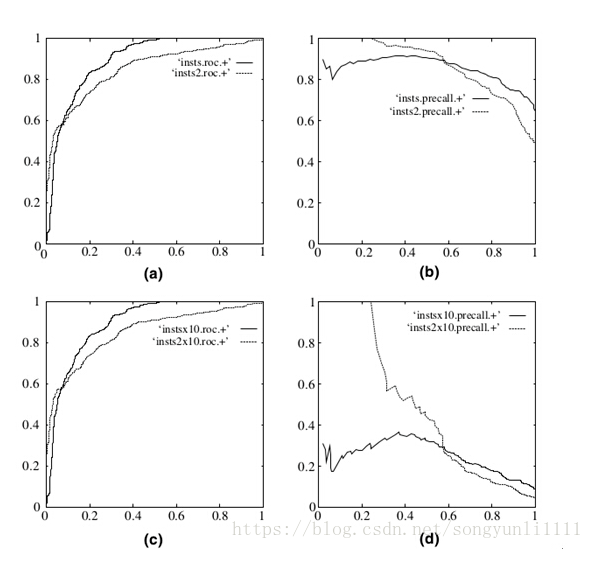 1
0.8
0.6
0.4
0.2
0
0 0.2 0.4 0.6 0.8 1
'insts.roc.+'
'insts2.roc.+'
(a)
1
0.8
0.6
0.4
0.2
0
0.2 0.4 0.6 0.8 1
'insts.precall.+'
'insts2.precall.+'
(b)
1
0.8
0.6
0.4
0.2
0
0 0.2 0.4 0.6 0.8 1
'instsx10.roc.+'
'insts2x10.roc.+'
(c)
1
0.8
0.6
0.4
0.2
0
0 0.2 0.4 0.6 0.8 1
'instsx10.precall.+'
'insts2x10.precall.+'
(d)
https://blog.csdn.net/songyunli1111